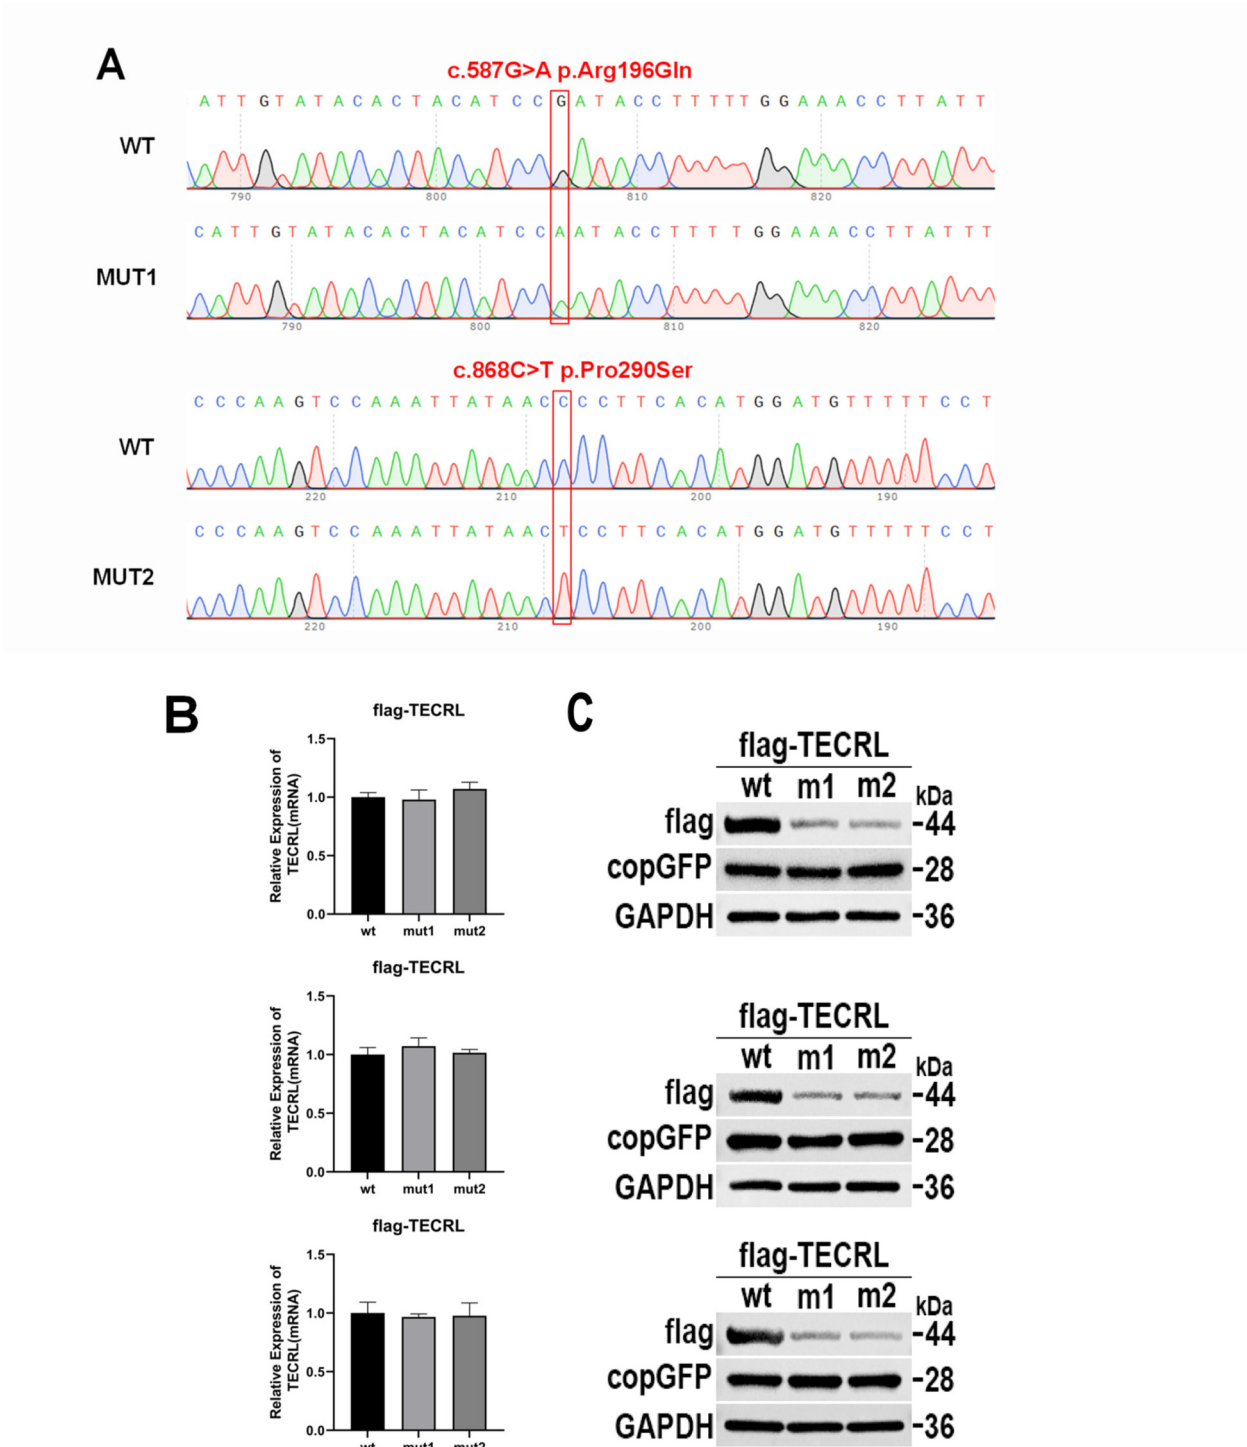 A
c.587G>A p.Arg196Gln
A T T G T A T A C A C T A C A T C C G A T A C C T T T T T G G A A A C C T T A T T
WT
790 800 810 820
C A T T G T A T A C A C T A C A T C C A A T A C C T T T T G G A A A C C T T A T T T
MUT1
790 800 810 820
c.868C>T p.Pro290Ser
C C C A A G T C C A A A T T A T A A C C C C T T C A C A T G G A T G T T T T T C C T
WT
220 210 200 190
C C C A A G T C C A A A T T A T A A C T C C T T C A C A T G G A T G T T T T T C C T
MUT2
220 210 200 190
B
flag-TECRL
Relative Expression of
TECRL(mRNA)
1.5
1.0
0.5
0.0
wt mut1 mut2
flag-TECRL
Relative Expression of
TECRL(mRNA)
1.5
1.0
0.5
0.0
wt mut1 mut2
flag-TECRL
Relative Expression of
TECRL(mRNA)
1.5
1.0
0.5
0.0
wt mut1 mut2
C
flag-TECRL
wt m1 m2
kDa
flag -44
copGFP -28
GAPDH -36
flag-TECRL
wt m1 m2
kDa
flag -44
copGFP -28
GAPDH -36
flag-TECRL
wt m1 m2
kDa
flag -44
copGFP -28
GAPDH -36